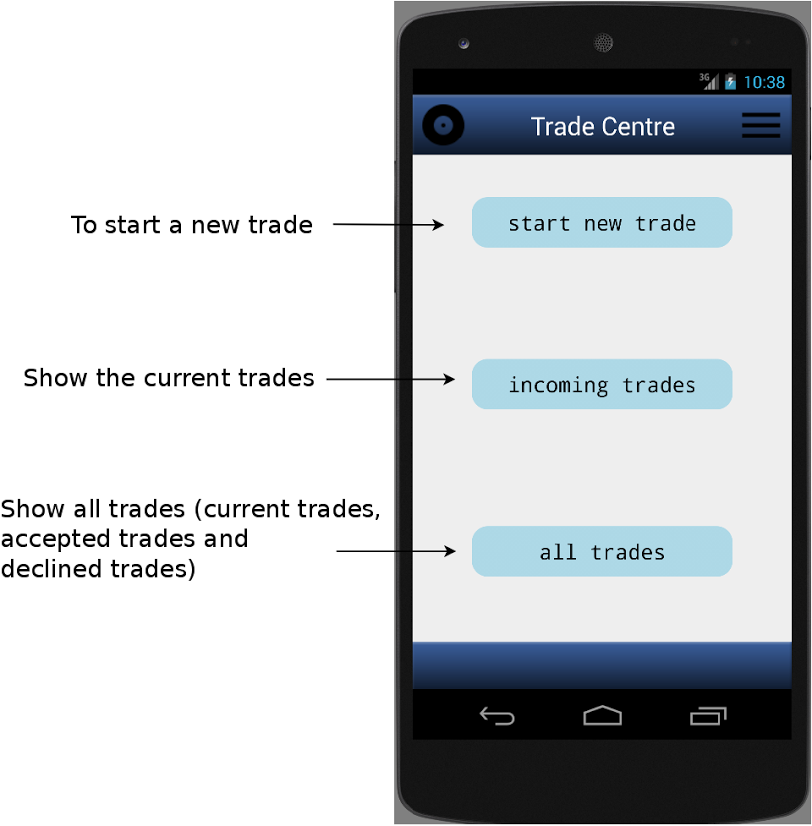 3G 10:38
Trade Centre
To start a new trade
start new trade
Show the current trades
incoming trades
Show all trades (current trades,
accepted trades and
declined trades)
all trades